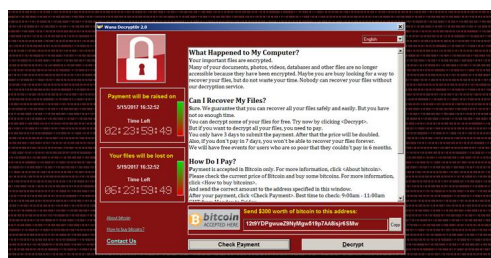 Wana Decrypt0r 2.0
English
What Happened to My Computer?
Your important files are encrypted.
Many of your documents, photos, videos, databases and other files are no longer
accessible because they have been encrypted. Maybe you are busy looking for a way to
recover your files, but do not waste your time. Nobody can recover your files without
our decryption service.
Can I Recover My Files?
Sure. We guarantee that you can recover all your files safely and easily. But you have
not so enough time.
You can decrypt some of your files for free. Try now by clicking <Decrypt>.
But if you want to decrypt all your files, you need to pay.
You only have 3 days to submit the payment. After that the price will be doubled.
Also, if you don't pay in 7 days, you won't be able to recover your files forever.
We will have free events for users who are so poor that they couldn't pay in 6 months.
How Do I Pay?
Payment is accepted in Bitcoin only. For more information, click <About bitcoin>.
Please check the current price of Bitcoin and buy some bitcoins. For more information,
click <How to buy bitcoins>.
And send the correct amount to the address specified in this window.
After your payment, click <Check Payment>. Best time to check: 9:00am - 11:00am
Payment will be raised on
5/15/2017 16:32:52
Time Left
02:23:59:49
Your files will be lost on
5/19/2017 16:32:52
Time Left
06:23:59:49
About bitcoin
How to buy bitcoins?
Contact Us
bitcoin
ACCEPTED HERE
Send $300 worth of bitcoin to this address:
Copy
Check Payment
Decrypt